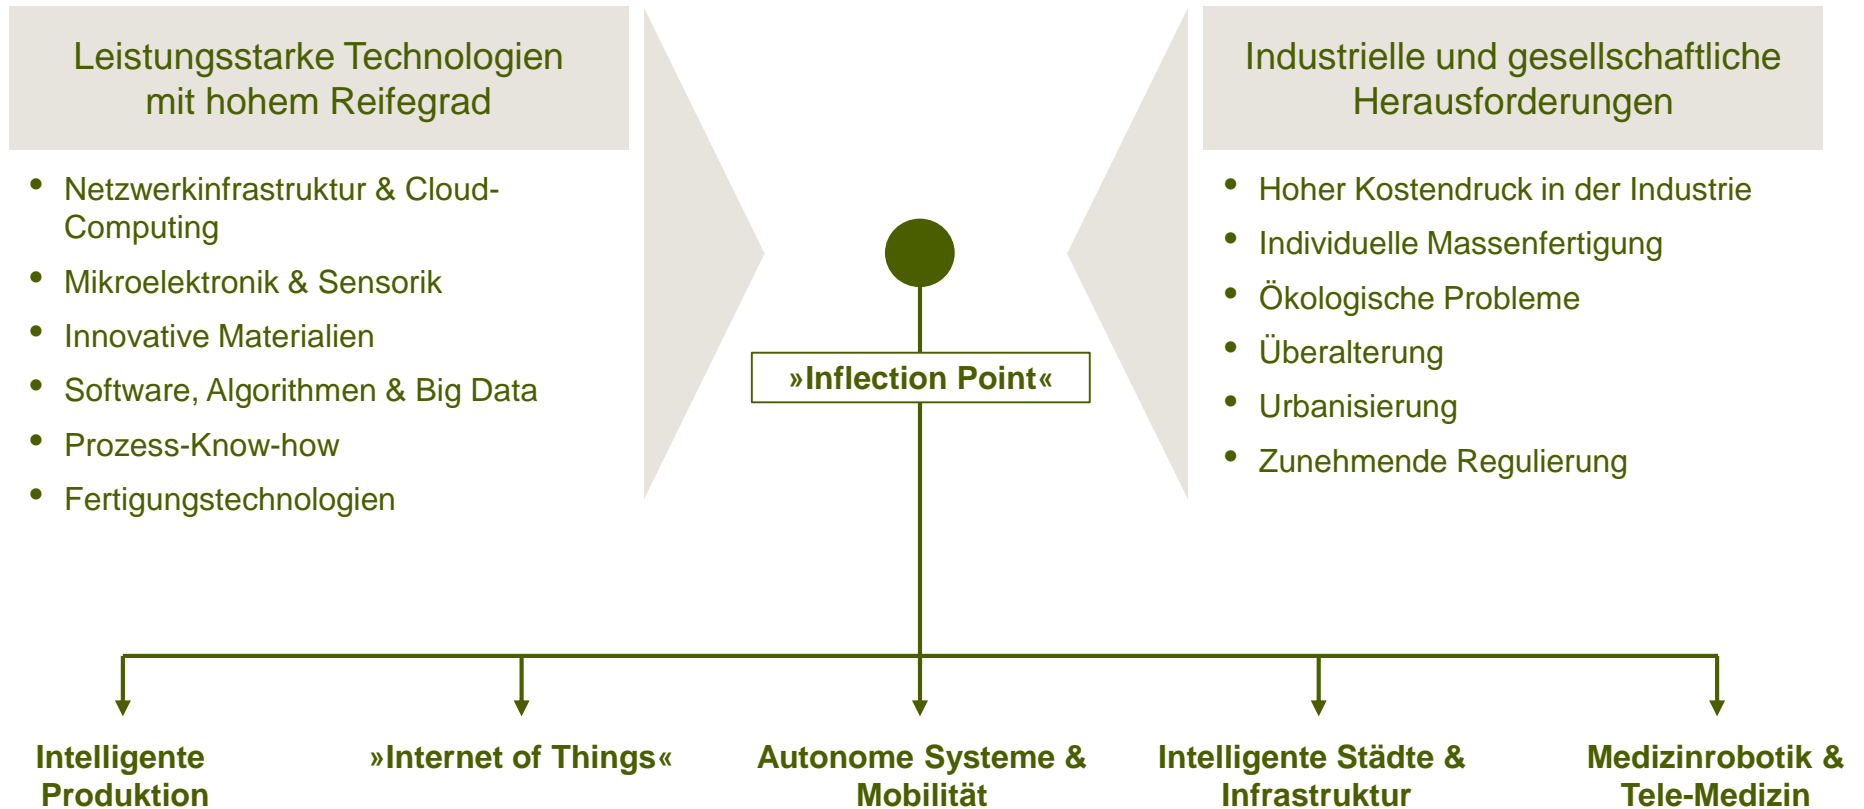 Leistungsstarke Technologien
mit hohem Reifegrad
• Netzwerkinfrastruktur & Cloud-
Computing
• Mikroelektronik & Sensorik
• Innovative Materialien
• Software, Algorithmen & Big Data
• Prozess-Know-how
• Fertigungstechnologien
»Inflection Point«
Industrielle und gesellschaftliche
Herausforderungen
• Hoher Kostendruck in der Industrie
• Individuelle Massenfertigung
• Ökologische Probleme
• Überalterung
• Urbanisierung
• Zunehmende Regulierung
Intelligente
Produktion
»Internet of Things«
Autonome Systeme &
Mobilität
Intelligente Städte &
Infrastruktur
Medizinrobotik &
Tele-Medizin